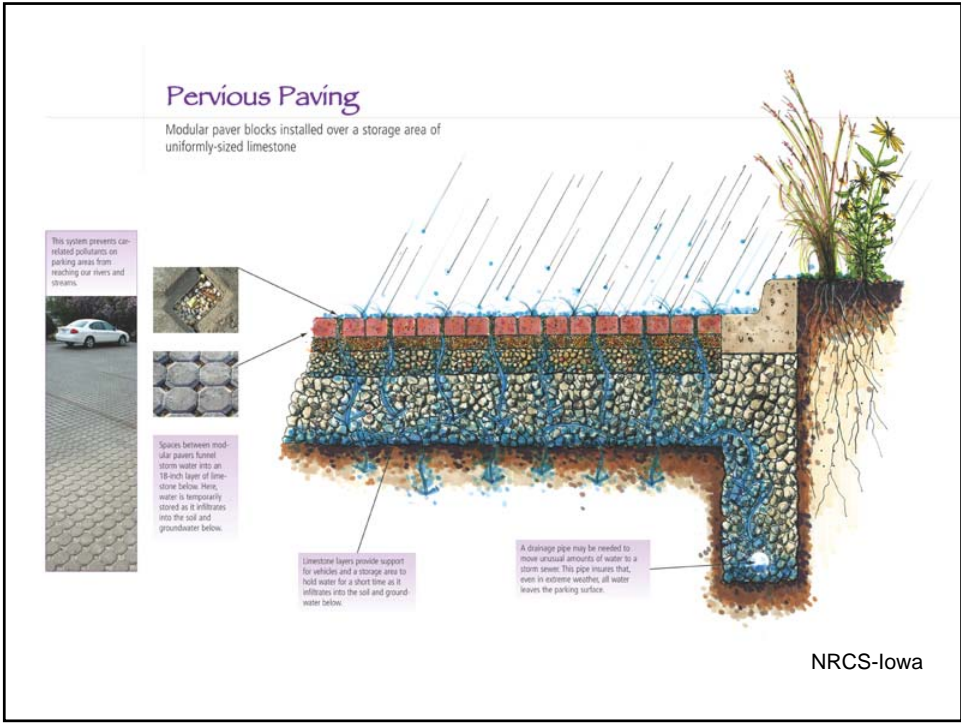 Pervious Paving
Modular paver blocks installed over a storage area of
uniformly-sized limestone
This system prevents car-
related pollutants on
parking areas from
reaching our rivers and
streams.
Spaces between mod-
ular pavers funnel
storm water into an
18-inch layer of lime-
stone below. Here,
water is temporarily
stored as it infiltrates
into the soil and
groundwater below.
Limestone layers provide support
for vehicles and a storage area to
hold water for a short time as it
infiltrates into the soil and ground-
water below.
A drainage pipe may be needed to
move unusual amounts of water to a
storm sewer. This pipe insures that,
even in extreme weather, all water
leaves the parking surface.
NRCS-Iowa